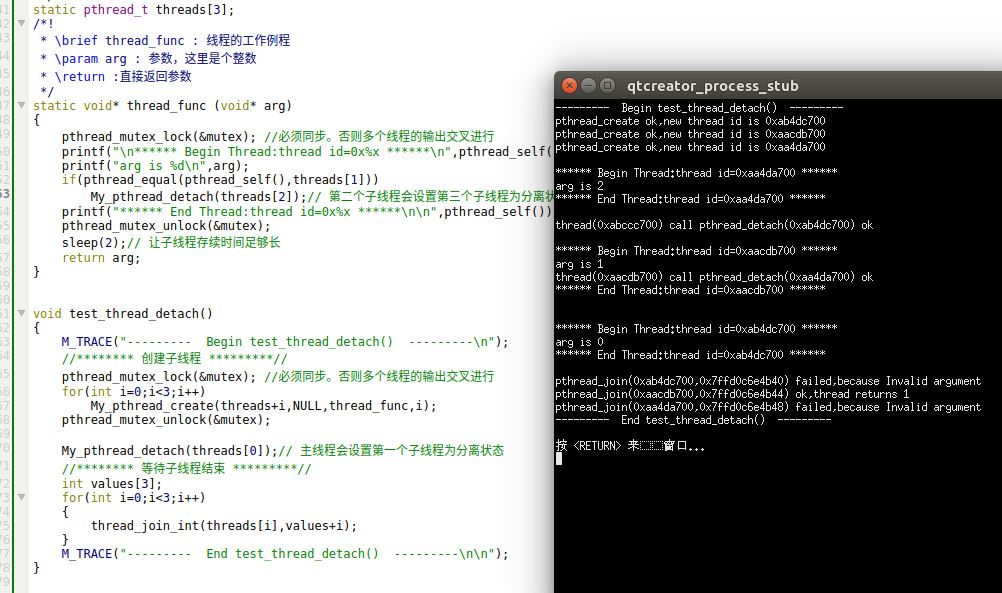 static pthread_t threads[3];
/*!
 * \brief thread_func : 线程的工作例程
 * \param arg : 参数，这里是个整数
 * \return :直接返回参数
 */
static void* thread_func (void* arg)
{
    pthread_mutex_lock(&mutex); //必须同步。否则多个线程的输出交叉进行
    printf("\n****** Begin Thread:thread id=0x%x ******\n",pthread_self(
    printf("arg is %d\n",arg);
    if(pthread_equal(pthread_self(),threads[1]))
        My_pthread_detach(threads[2]);// 第二个子线程会设置第三个子线程为分离状
    printf("****** End Thread:thread id=0x%x ******\n\n",pthread_self())
    pthread_mutex_unlock(&mutex);
    sleep(2);// 让子线程存续时间足够长
    return arg;
}
void test_thread_detach()
{
    M_TRACE("---------  Begin test_thread_detach()  ---------\n");
    //******** 创建子线程 *********//
    pthread_mutex_lock(&mutex); //必须同步。否则多个线程的输出交叉进行
    for(int i=0;i<3;i++)
        My_pthread_create(threads+i,NULL,thread_func,i);
    pthread_mutex_unlock(&mutex);
    My_pthread_detach(threads[0]);// 主线程会设置第一个子线程为分离状态
    //******** 等待子线程结束 *********//
    int values[3];
    for(int i=0;i<3;i++)
    {
        thread_join_int(threads[i],values+i);
    }
    M_TRACE("---------  End test_thread_detach()  ---------\n\n");
}
qtcreator_process_stub
---------  Begin test_thread_detach()  ---------
pthread_create ok,new thread id is 0xab4dc700
pthread_create ok,new thread id is 0xaacdb700
pthread_create ok,new thread id is 0xaa4da700
****** Begin Thread:thread id=0xaa4da700 ******
arg is 2
****** End Thread:thread id=0xaa4da700 ******
thread(0xabccc700) call pthread_detach(0xab4dc700) ok
****** Begin Thread:thread id=0xaacdb700 ******
arg is 1
thread(0xaacdb700) call pthread_detach(0xaa4da700) ok
****** End Thread:thread id=0xaacdb700 ******
****** Begin Thread:thread id=0xab4dc700 ******
arg is 0
****** End Thread:thread id=0xab4dc700 ******
pthread_join(0xab4dc700,0x7ffd0c6e4b40) failed,because Invalid argument
pthread_join(0xaacdb700,0x7ffd0c6e4b44) ok,thread returns 1
pthread_join(0xaa4da700,0x7ffd0c6e4b48) failed,because Invalid argument
---------  End test_thread_detach()  ---------
按 <RETURN> 来窗口...